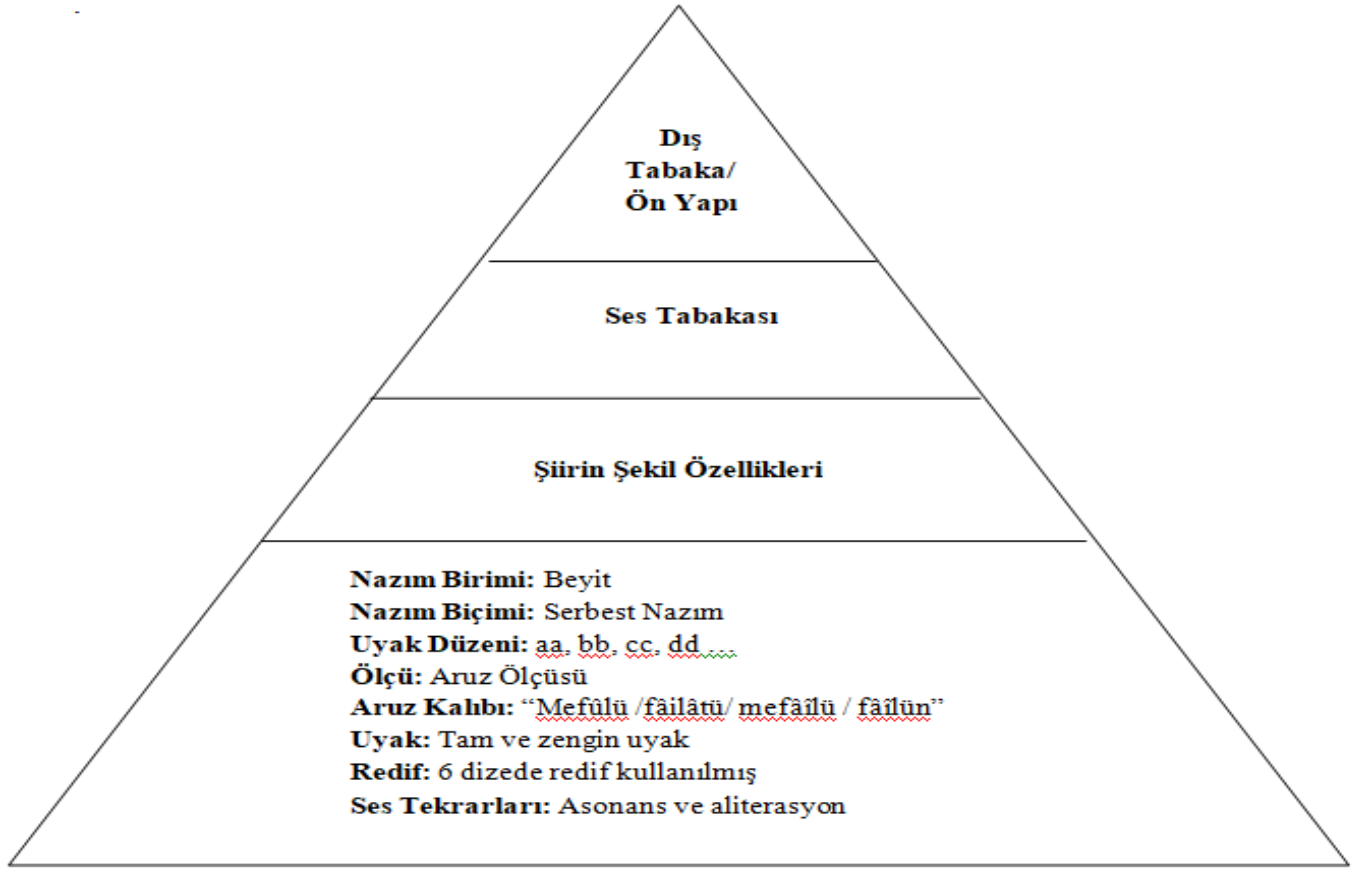 Dış
Tabaka/
Ön Yapı
Ses Tabakası
Şiirin Şekil Özellikleri
Nazım Birimi: Beyit
Nazım Biçimi: Serbest Nazım
Uyak Düzeni: aa, bb, cc, dd ...
Ölçü: Aruz Ölçüsü
Aruz Kalıbı: “Mefûlü /fâilâtü/ mefâîlü / fâîlün”
Uyak: Tam ve zengin uyak
Redif: 6 dizede redif kullanılmış
Ses Tekrarları: Asonans ve aliterasyon